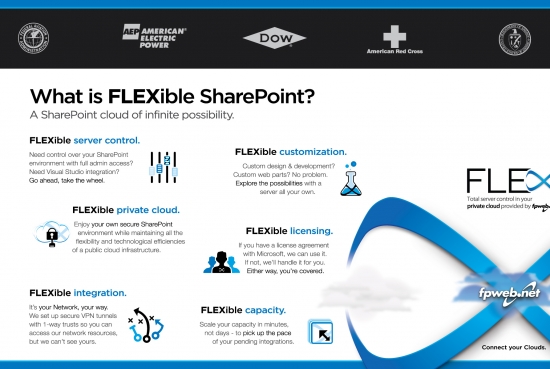 AEP AMERICAN®
ELECTRIC
POWER
DOW
American Red Cross
What is FLEXible SharePoint?
A SharePoint cloud of infinite possibility.
FLEXible server control.
Need control over your SharePoint
environment with full admin access?
Need Visual Studio integration?
Go ahead, take the wheel.
FLEXible customization.
Custom design & development?
Custom web parts? No problem.
Explore the possibilities with a
server all your own.
FLEX
Total server control in your
private cloud provided by fpweb
FLEXible private cloud.
Enjoy your own secure SharePoint
environment while maintaining all the
flexibility and technological efficiencies
of a public cloud infrastructure.
FLEXible licensing.
If you have a license agreement
with Microsoft, we can use it.
If not, we'll handle it for you.
Either way, you're covered.
FLEXible integration.
It's your Network, your way.
We set up secure VPN tunnels
with 1-way trusts so you can
access our network resources,
but we can't see yours.
FLEXible capacity.
Scale your capacity in minutes,
not days - to pick up the pace
of your pending integrations.
fpweb.net
Connect your Clouds.